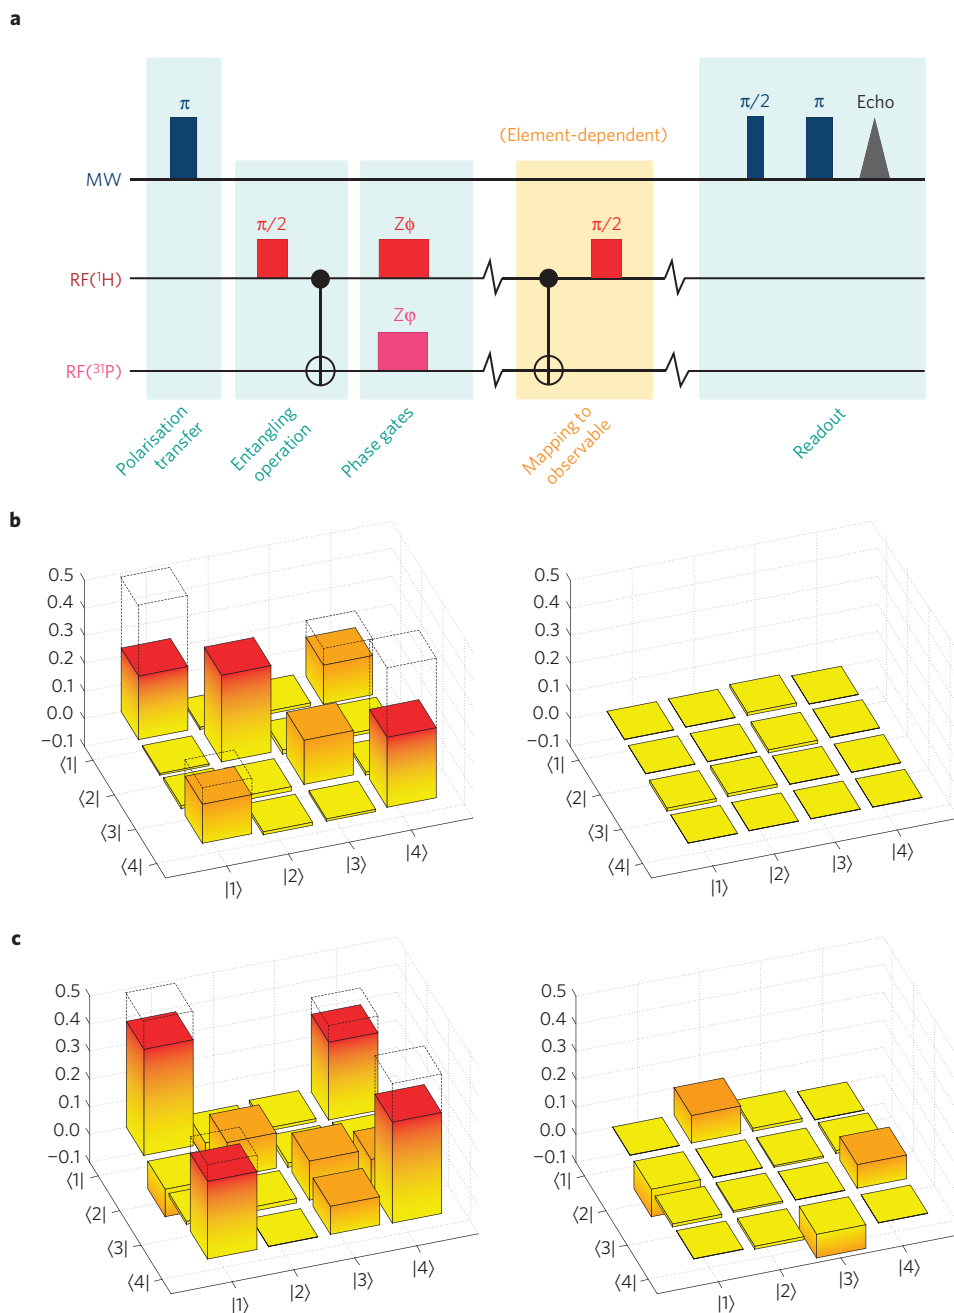 a
π
π/2
π
Echo
(Element-dependent)
MW
π/2
Zϕ
π/2
RF(¹H)
Zφ
RF(³¹P)
Polarisation
transfer
Entangling
operation
Phase gates
Mapping to
observable
Readout
b
0.5
0.4
0.3
0.2
0.1
0.0
−0.1
⟨1|
⟨2|
⟨3|
⟨4|
|1⟩
|2⟩
|3⟩
|4⟩
0.5
0.4
0.3
0.2
0.1
0.0
−0.1
⟨1|
⟨2|
⟨3|
⟨4|
|1⟩
|2⟩
|3⟩
|4⟩
c
0.5
0.4
0.3
0.2
0.1
0.0
−0.1
⟨1|
⟨2|
⟨3|
⟨4|
|1⟩
|2⟩
|3⟩
|4⟩
0.5
0.4
0.3
0.2
0.1
0.0
−0.1
⟨1|
⟨2|
⟨3|
⟨4|
|1⟩
|2⟩
|3⟩
|4⟩